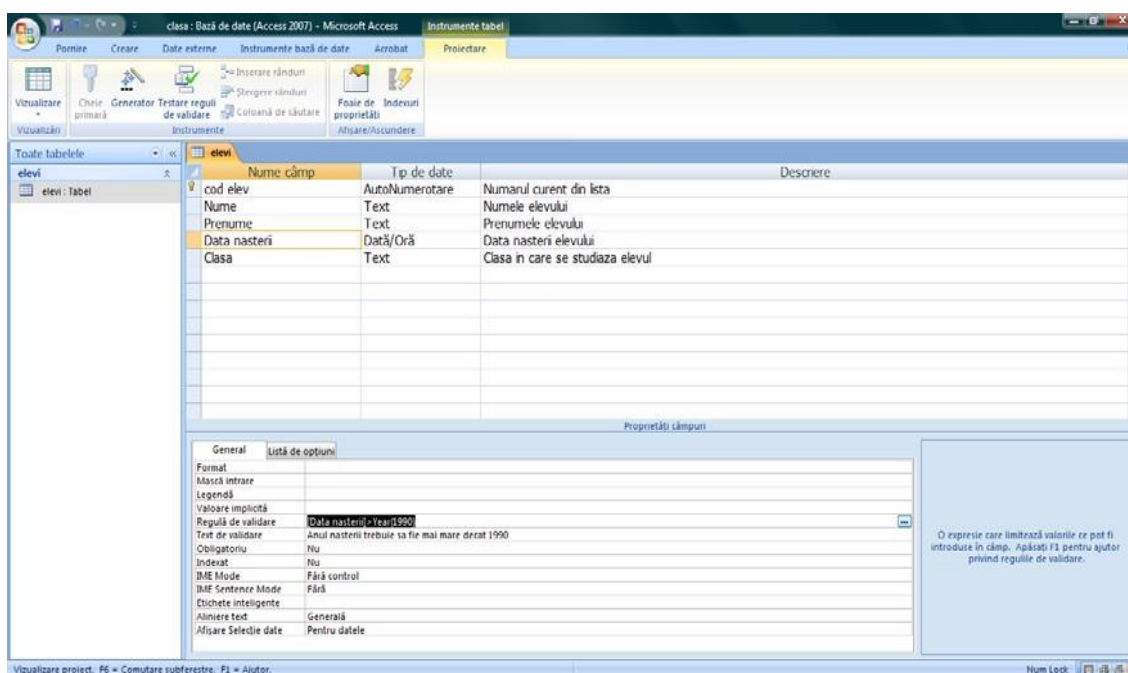 clasa : Bază de date (Access 2007) - Microsoft Access
Instrumente tabel
Pornire Creare Date externe Instrumente bază de date Acrobat Proiectare
Vizualizare
Cheie primară
Generator
Testare reguli de validare
Inserare rânduri
Ștergere rânduri
Coloană de căutare
Foaie de proprietăți
Indexuri
Vizualizări Instrumente Afișare/Ascundere
Toate tabelele
elevi
elevi : Tabel
elevi
Nume câmp Tip de date Descriere
cod elev AutoNumerotare Numarul curent din lista
Nume Text Numele elevului
Prenume Text Prenumele elevului
Data nasterii Dată/Oră Data nasterii elevului
Clasa Text Clasa in care se studiaza elevul
Proprietăți câmpuri
General Listă de opțiuni
Format
Mască intrare
Legendă
Valoare implicită
Regulă de validare [Data nasterii]>Year(1990)
Text de validare Anul nasterii trebuie sa fie mai mare decat 1990
Obligatoriu Nu
Indexat Nu
IME Mode Fără control
IME Sentence Mode Fără
Etichete inteligente
Aliniere text Generală
Afișare Selecție date Pentru datele
O expresie care limitează valorile ce pot fi
introduse în câmp. Apăsați F1 pentru ajutor
privind regulile de validare.
Vizualizare proiect. F6 = Comutare subferestre. F1 = Ajutor.
Num Lock